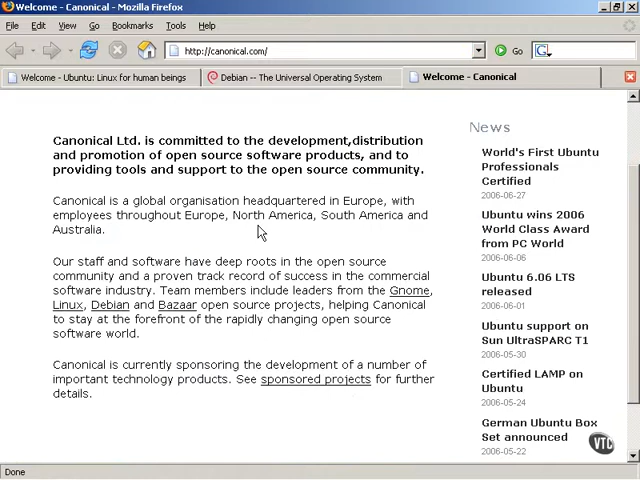 Welcome - Canonical - Mozilla Firefox
File Edit View Go Bookmarks Tools Help
http://canonical.com/ Go G
Welcome - Ubuntu: Linux for human beings Debian -- The Universal Operating System Welcome - Canonical
Canonical Ltd. is committed to the development,distribution
and promotion of open source software products, and to
providing tools and support to the open source community.
Canonical is a global organisation headquartered in Europe, with
employees throughout Europe, North America, South America and
Australia.
Our staff and software have deep roots in the open source
community and a proven track record of success in the commercial
software industry. Team members include leaders from the Gnome,
Linux, Debian and Bazaar open source projects, helping Canonical
to stay at the forefront of the rapidly changing open source
software world.
Canonical is currently sponsoring the development of a number of
important technology products. See sponsored projects for further
details.
News
World's First Ubuntu
Professionals
Certified
2006-06-27
Ubuntu wins 2006
World Class Award
from PC World
2006-06-06
Ubuntu 6.06 LTS
released
2006-06-01
Ubuntu support on
Sun UltraSPARC T1
2006-05-30
Certified LAMP on
Ubuntu
2006-05-24
German Ubuntu Box
Set announced
2006-05-22
VTC
Done